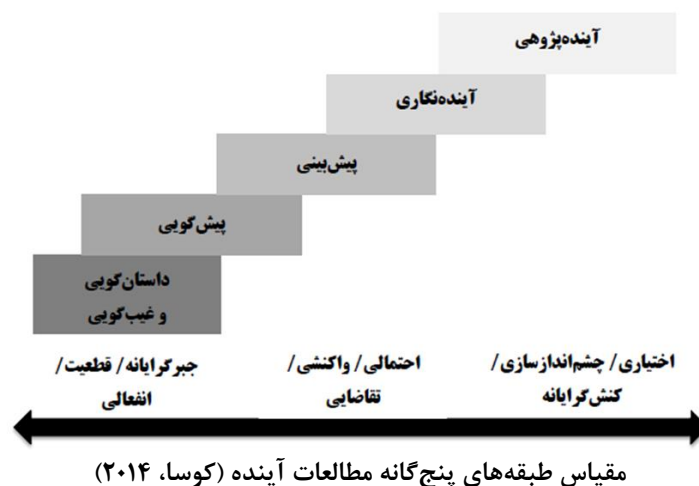 آینده‌پژوهی
آینده‌نگاری
پیش‌بینی
پیش‌گویی
داستان‌گویی
و غیب‌گویی
جبرگرایانه/ قطعیت/
انفعالی
احتمالی/ واکنشی/
تقاضایی
اختیاری/ چشم‌اندازسازی/
کنش‌گرایانه
مقیاس طبقه‌های پنج‌گانه مطالعات آینده (کوسا، ۲۰۱۴)